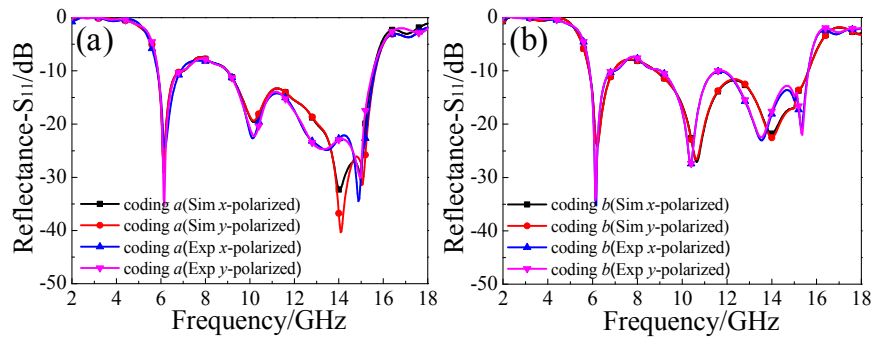 (a)
Reflectance-S11/dB
0
-10
-20
-30
-40
-50
coding a(Sim x-polarized)
coding a(Sim y-polarized)
coding a(Exp x-polarized)
coding a(Exp y-polarized)
2 4 6 8 10 12 14 16 18
Frequency/GHz
(b)
Reflectance-S11/dB
0
-10
-20
-30
-40
-50
coding b(Sim x-polarized)
coding b(Sim y-polarized)
coding b(Exp x-polarized)
coding b(Exp y-polarized)
2 4 6 8 10 12 14 16 18
Frequency/GHz